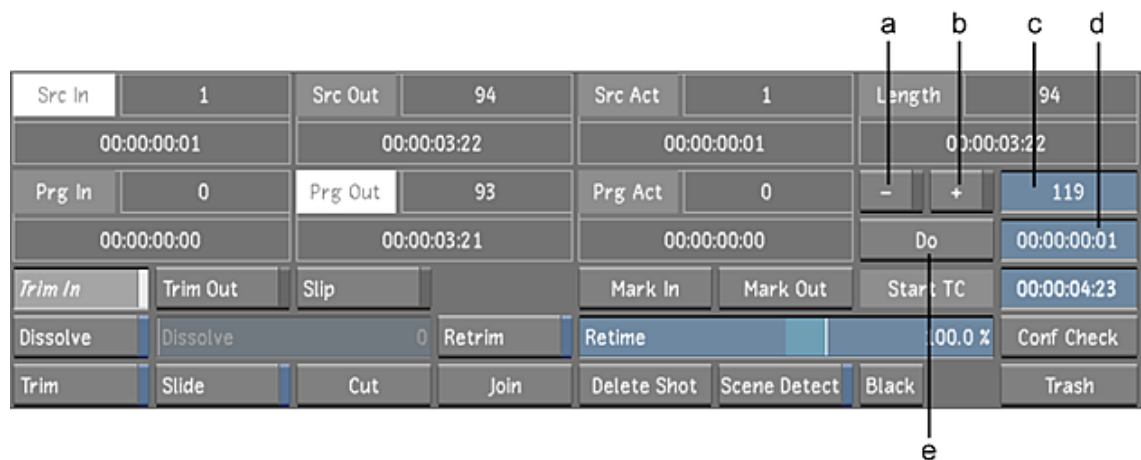 a b c d
Src In 1 Src Out 94 Src Act 1 Length 94
00:00:00:01 00:00:03:22 00:00:00:01 00:00:03:22
Prg In 0 Prg Out 93 Prg Act 0 - + 119
00:00:00:00 00:00:03:21 00:00:00:00 Do 00:00:00:01
Trim In Trim Out Slip Mark In Mark Out Start TC 00:00:04:23
Dissolve Dissolve 0 Retrim Retime 100.0 % Conf Check
Trim Slide Cut Join Delete Shot Scene Detect Black Trash
e